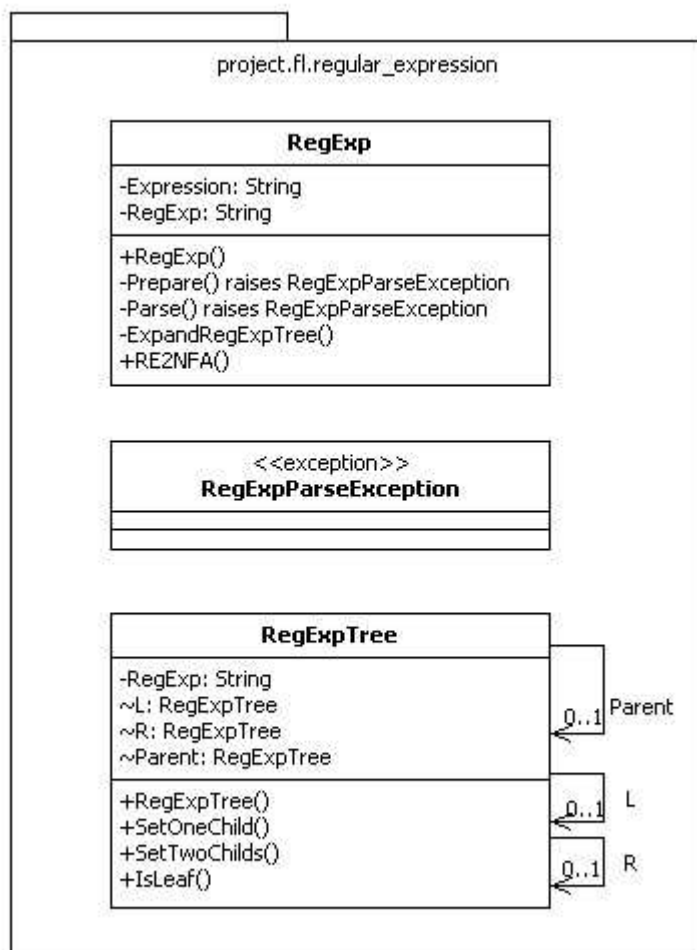 project.fl.regular_expression
RegExp
-Expression: String
-RegExp: String
+RegExp()
-Prepare() raises RegExpParseException
-Parse() raises RegExpParseException
-ExpandRegExpTree()
+RE2NFA()
<<exception>>
RegExpParseException
RegExpTree
-RegExp: String
~L: RegExpTree
~R: RegExpTree
~Parent: RegExpTree
0..1 Parent
+RegExpTree()
+SetOneChild()
+SetTwoChilds()
+IsLeaf()
0..1 L
0..1 R